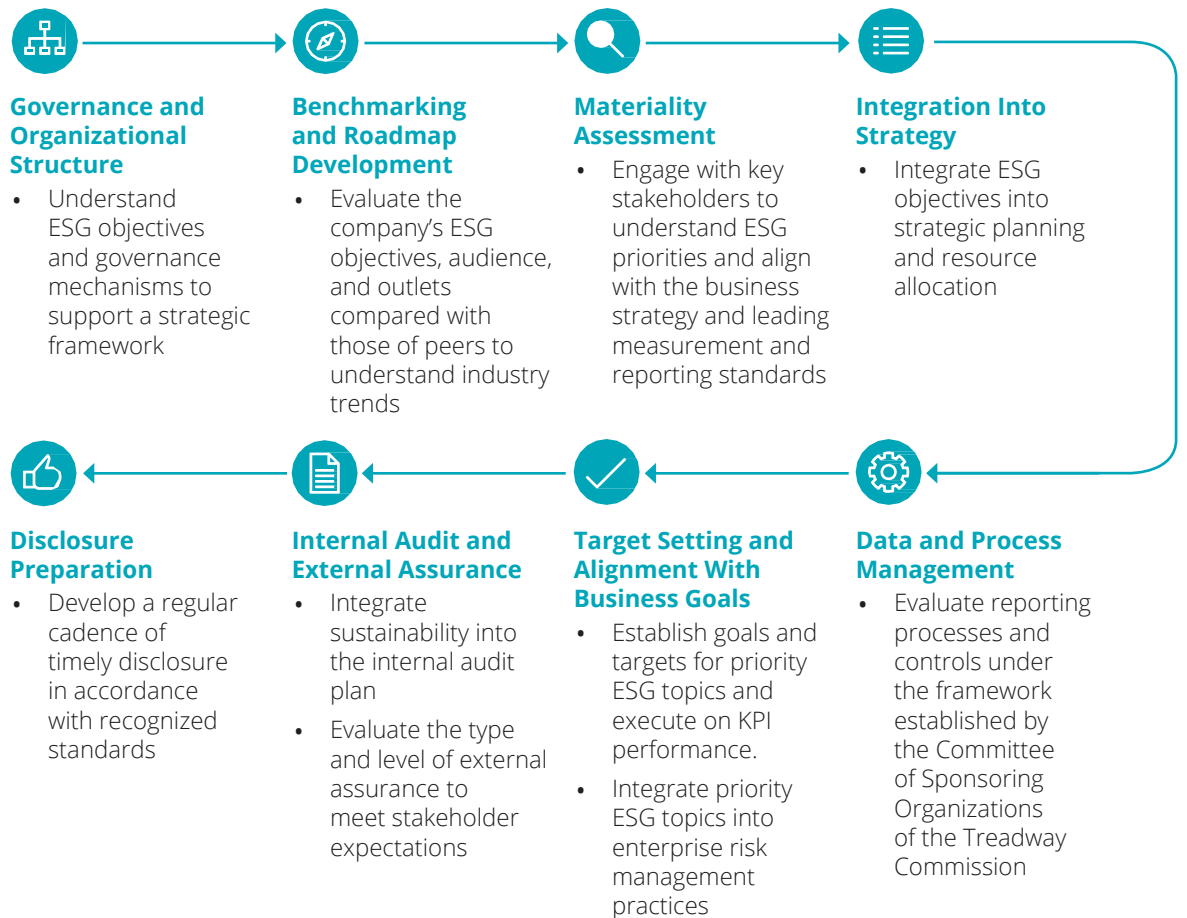 Governance and
Organizational
Structure
• Understand
ESG objectives
and governance
mechanisms to
support a strategic
framework
Benchmarking
and Roadmap
Development
• Evaluate the
company’s ESG
objectives, audience,
and outlets
compared with
those of peers to
understand industry
trends
Materiality
Assessment
• Engage with key
stakeholders to
understand ESG
priorities and align
with the business
strategy and leading
measurement and
reporting standards
Integration Into
Strategy
• Integrate ESG
objectives into
strategic planning
and resource
allocation
Data and Process
Management
• Evaluate reporting
processes and
controls under
the framework
established by
the Committee
of Sponsoring
Organizations
of the Treadway
Commission
Target Setting and
Alignment With
Business Goals
• Establish goals and
targets for priority
ESG topics and
execute on KPI
performance.
• Integrate priority
ESG topics into
enterprise risk
management
practices
Internal Audit and
External Assurance
• Integrate
sustainability into
the internal audit
plan
• Evaluate the type
and level of external
assurance to
meet stakeholder
expectations
Disclosure
Preparation
• Develop a regular
cadence of
timely disclosure
in accordance
with recognized
standards